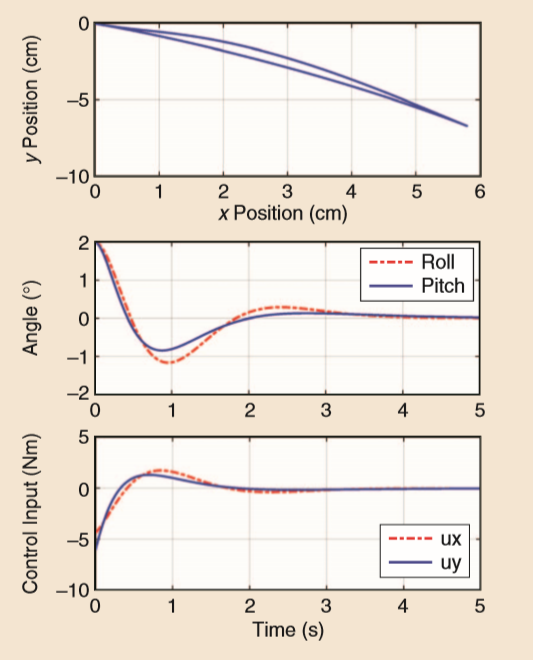 0
−5
−10
y Position (cm)
0 1 2 3 4 5 6
x Position (cm)
2
1
0
−1
−2
Angle (°)
Roll
Pitch
0 1 2 3 4 5
5
0
−5
−10
Control Input (Nm)
ux
uy
0 1 2 3 4 5
Time (s)